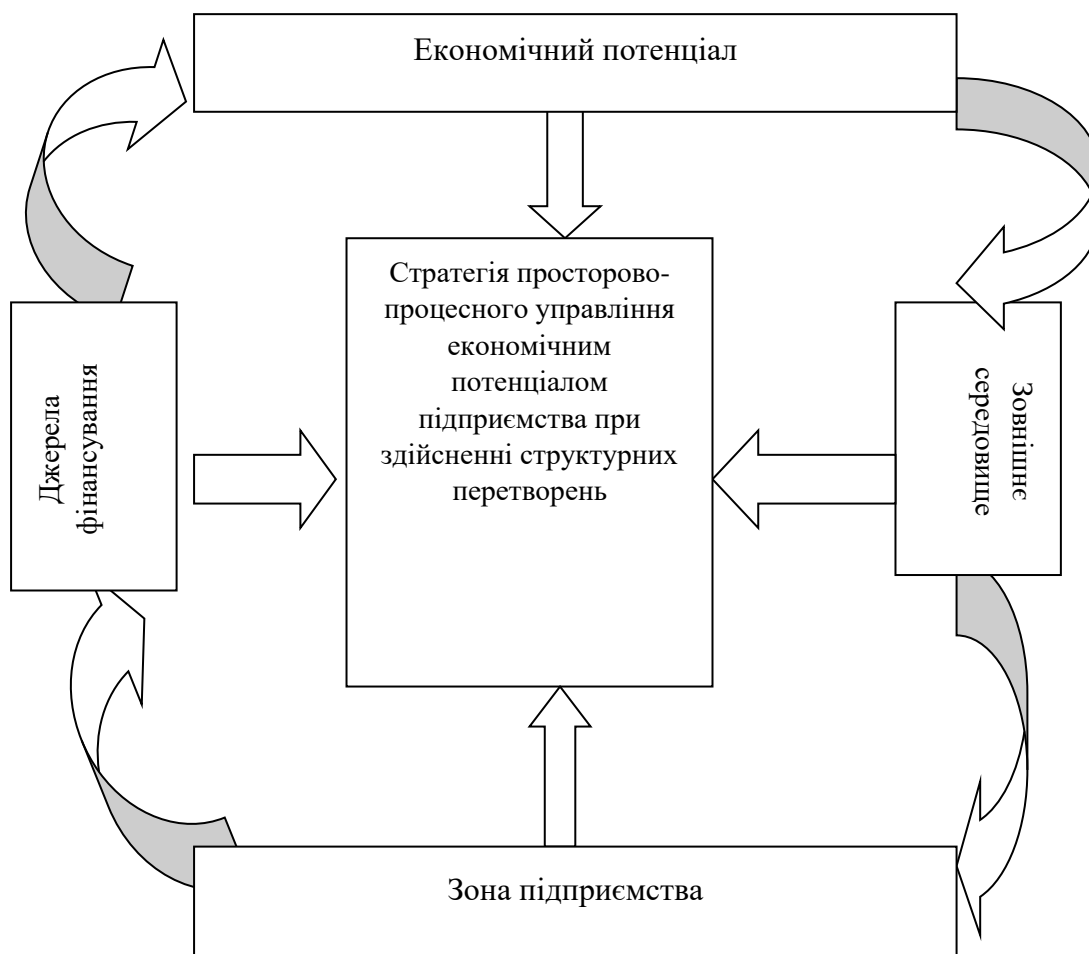 Економічний потенціал
Стратегія просторово-
процесного управління
економічним
потенціалом
підприємства при
здійсненні структурних
перетворень
Джерела
фінансування
Зовнішнє
середовище
Зона підприємства